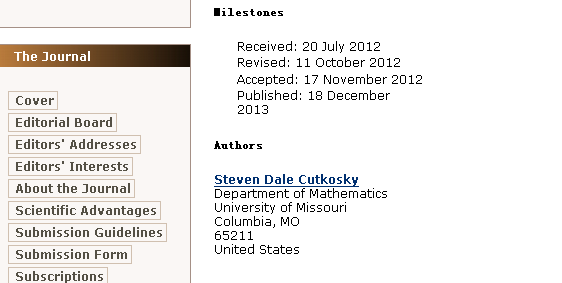 The Journal
Cover
Editorial Board
Editors' Addresses
Editors' Interests
About the Journal
Scientific Advantages
Submission Guidelines
Submission Form
Subscriptions
Milestones
Received: 20 July 2012
Revised: 11 October 2012
Accepted: 17 November 2012
Published: 18 December
2013
Authors
Steven Dale Cutkosky
Department of Mathematics
University of Missouri
Columbia, MO
65211
United States